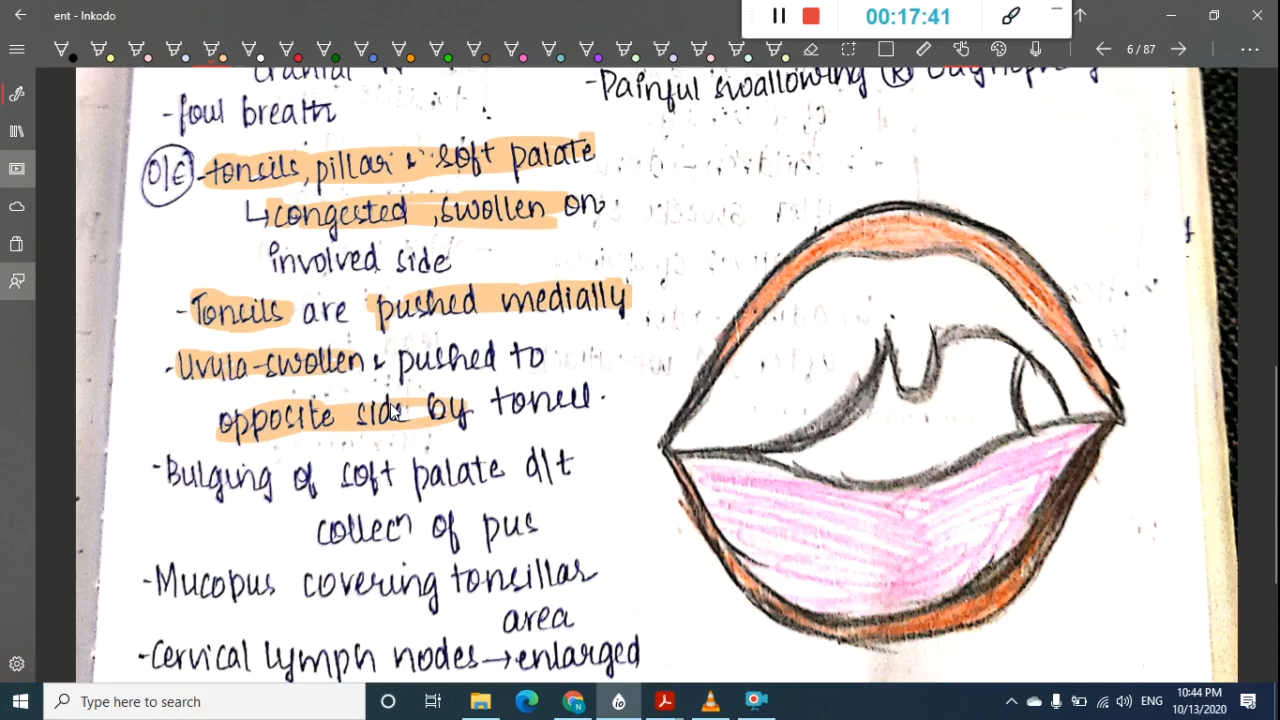 ent - Inkodo
00:17:41
6 / 87
- foul breath
- Painful swallowing
O/E - tonsils, pillar & soft palate
↳ congested, swollen on
involved side
- Tonsils are pushed medially
- Uvula - swollen & pushed to
opposite side by tonsil.
- Bulging of soft palate d/t
collecn of pus
- Mucopus covering tonsillar
area
- Cervical lymph nodes → enlarged
Type here to search
ENG
10:44 PM
10/13/2020